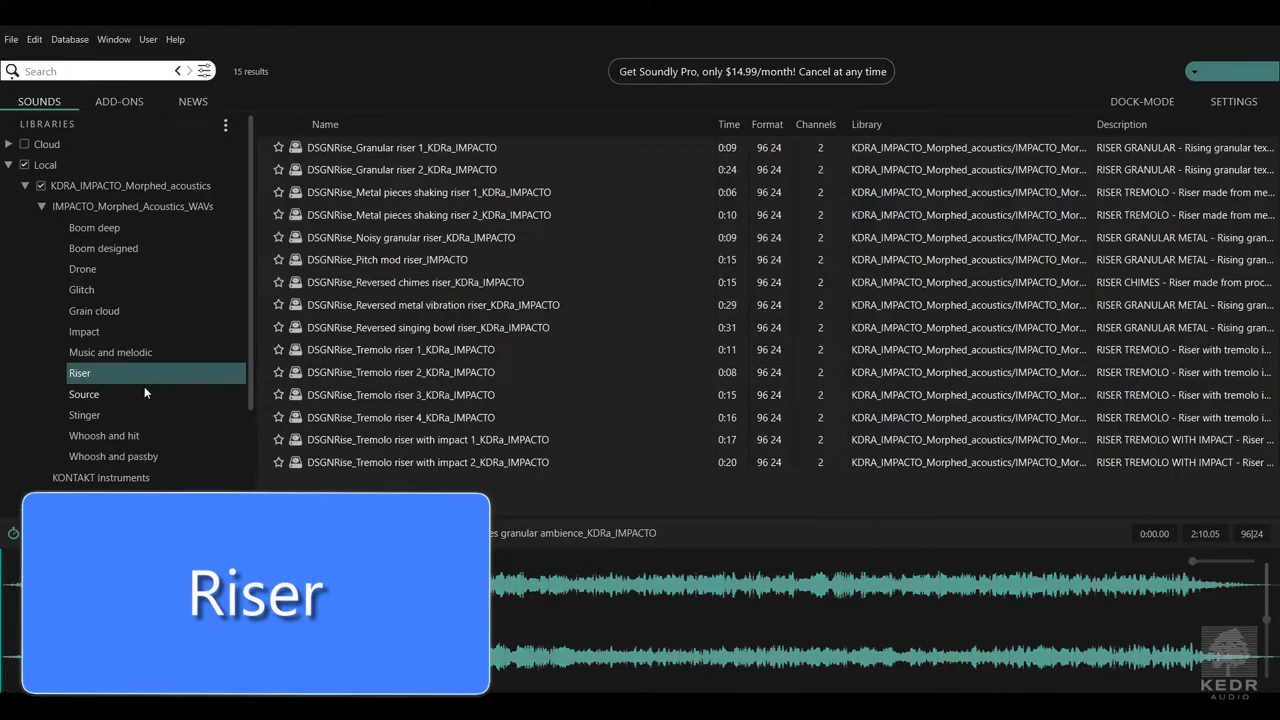 File Edit Database Window User Help
Search 15 results Get Soundly Pro, only $14.99/month! Cancel at any time
SOUNDS ADD-ONS NEWS DOCK-MODE SETTINGS
LIBRARIES
Cloud
Local
KDRA_IMPACTO_Morphed_acoustics
IMPACTO_Morphed_Acoustics_WAVs
Boom deep
Boom designed
Drone
Glitch
Grain cloud
Impact
Music and melodic
Riser
Source
Stinger
Whoosh and hit
Whoosh and passby
KONTAKT Instruments
Name Time Format Channels Library Description
DSGNRise_Granular riser 1_KDRa_IMPACTO 0:09 96 24 2 KDRA_IMPACTO_Morphed_acoustics/IMPACTO_Mor... RISER GRANULAR - Rising granular tex...
DSGNRise_Granular riser 2_KDRa_IMPACTO 0:24 96 24 2 KDRA_IMPACTO_Morphed_acoustics/IMPACTO_Mor... RISER GRANULAR - Rising granular tex...
DSGNRise_Metal pieces shaking riser 1_KDRa_IMPACTO 0:06 96 24 2 KDRA_IMPACTO_Morphed_acoustics/IMPACTO_Mor... RISER TREMOLO - Riser made from me...
DSGNRise_Metal pieces shaking riser 2_KDRa_IMPACTO 0:10 96 24 2 KDRA_IMPACTO_Morphed_acoustics/IMPACTO_Mor... RISER TREMOLO - Riser made from me...
DSGNRise_Noisy granular riser_KDRa_IMPACTO 0:09 96 24 2 KDRA_IMPACTO_Morphed_acoustics/IMPACTO_Mor... RISER GRANULAR METAL - Rising gran...
DSGNRise_Pitch mod riser_IMPACTO 0:15 96 24 2 KDRA_IMPACTO_Morphed_acoustics/IMPACTO_Mor... RISER GRANULAR METAL - Rising gran...
DSGNRise_Reversed chimes riser_KDRa_IMPACTO 0:15 96 24 2 KDRA_IMPACTO_Morphed_acoustics/IMPACTO_Mor... RISER CHIMES - Riser made from proc...
DSGNRise_Reversed metal vibration riser_KDRa_IMPACTO 0:29 96 24 2 KDRA_IMPACTO_Morphed_acoustics/IMPACTO_Mor... RISER GRANULAR METAL - Rising gran...
DSGNRise_Reversed singing bowl riser_KDRa_IMPACTO 0:31 96 24 2 KDRA_IMPACTO_Morphed_acoustics/IMPACTO_Mor... RISER GRANULAR METAL - Rising gran...
DSGNRise_Tremolo riser 1_KDRa_IMPACTO 0:11 96 24 2 KDRA_IMPACTO_Morphed_acoustics/IMPACTO_Mor... RISER TREMOLO - Riser with tremolo i...
DSGNRise_Tremolo riser 2_KDRa_IMPACTO 0:08 96 24 2 KDRA_IMPACTO_Morphed_acoustics/IMPACTO_Mor... RISER TREMOLO - Riser with tremolo i...
DSGNRise_Tremolo riser 3_KDRa_IMPACTO 0:15 96 24 2 KDRA_IMPACTO_Morphed_acoustics/IMPACTO_Mor... RISER TREMOLO - Riser with tremolo i...
DSGNRise_Tremolo riser 4_KDRa_IMPACTO 0:16 96 24 2 KDRA_IMPACTO_Morphed_acoustics/IMPACTO_Mor... RISER TREMOLO - Riser with tremolo i...
DSGNRise_Tremolo riser with impact 1_KDRa_IMPACTO 0:17 96 24 2 KDRA_IMPACTO_Morphed_acoustics/IMPACTO_Mor... RISER TREMOLO WITH IMPACT - Riser ...
DSGNRise_Tremolo riser with impact 2_KDRa_IMPACTO 0:20 96 24 2 KDRA_IMPACTO_Morphed_acoustics/IMPACTO_Mor... RISER TREMOLO WITH IMPACT - Riser ...
es granular ambience_KDRa_IMPACTO 0:00.00 2:10.05 96|24
Riser
KEDR
AUDIO